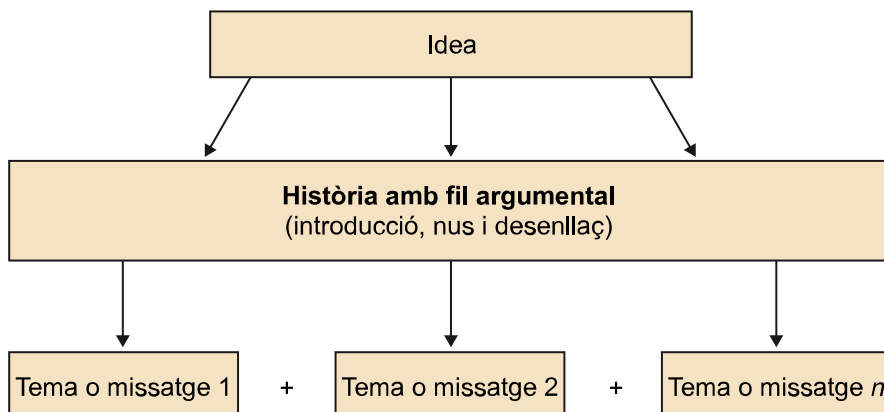 Idea
Història amb fil argumental
(introducció, nus i desenllaç)
Tema o missatge 1 + Tema o missatge 2 + Tema o missatge n